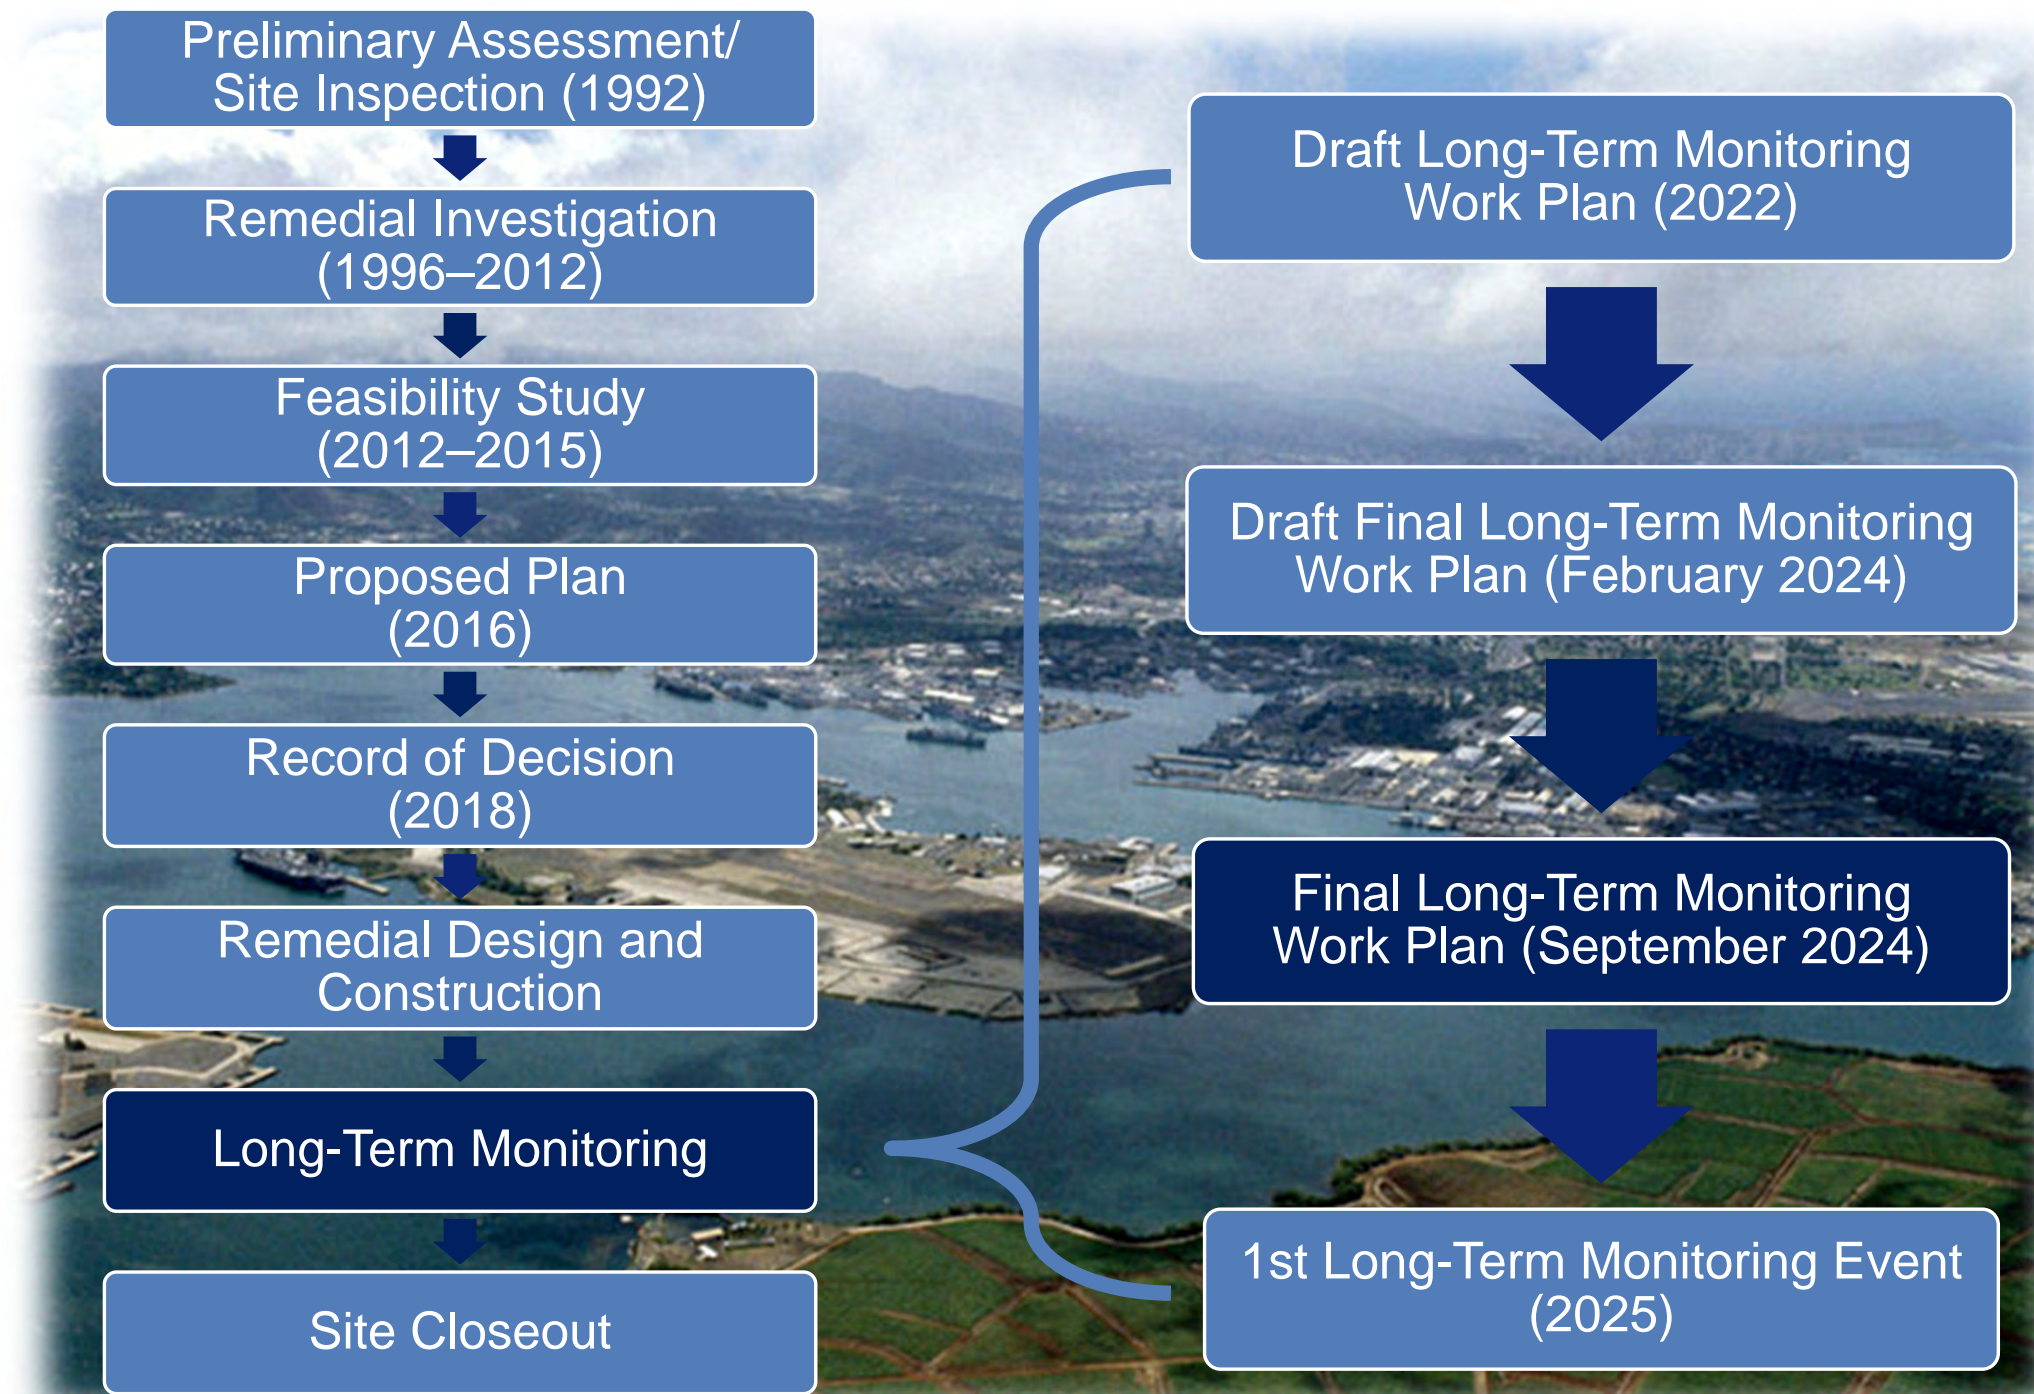 Preliminary Assessment/
Site Inspection (1992)
Remedial Investigation
(1996–2012)
Feasibility Study
(2012–2015)
Proposed Plan
(2016)
Record of Decision
(2018)
Remedial Design and
Construction
Long-Term Monitoring
Site Closeout
Draft Long-Term Monitoring
Work Plan (2022)
Draft Final Long-Term Monitoring
Work Plan (February 2024)
Final Long-Term Monitoring
Work Plan (September 2024)
1st Long-Term Monitoring Event
(2025)